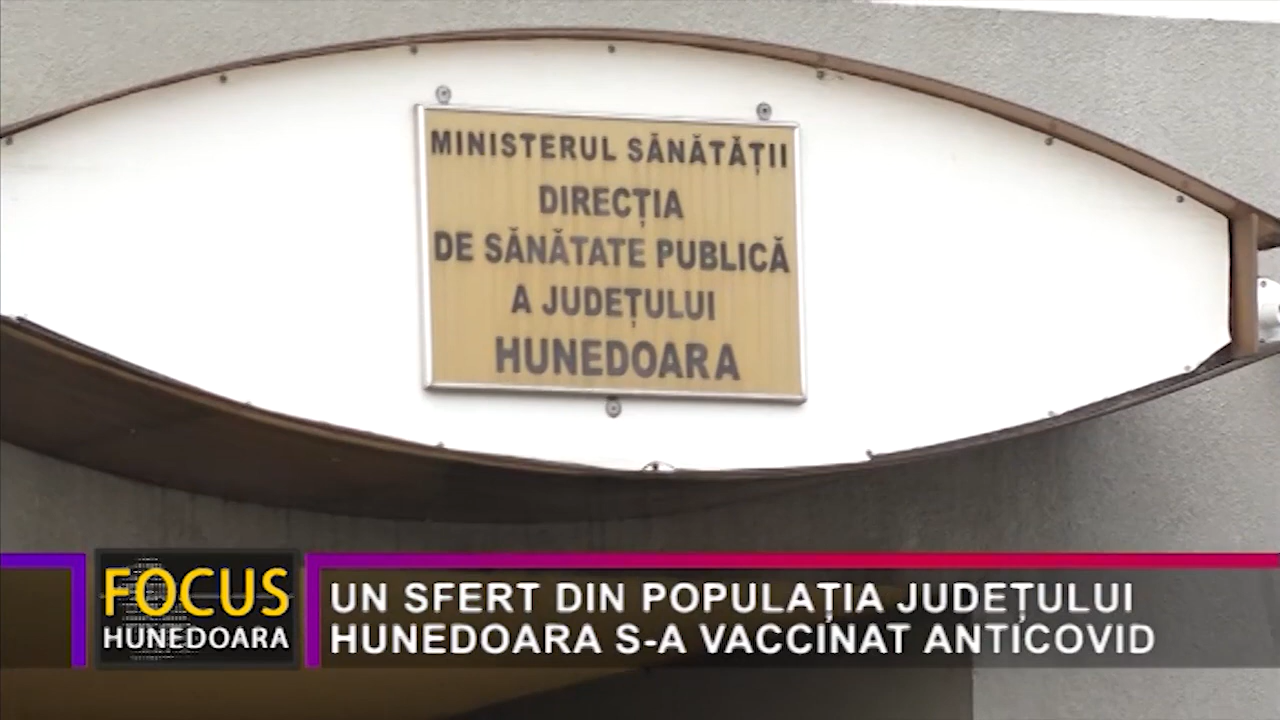 MINISTERUL SĂNĂTĂȚII
DIRECȚIA
DE SĂNĂTATE PUBLICĂ
A JUDEȚULUI
HUNEDOARA
FOCUS
HUNEDOARA
UN SFERT DIN POPULAȚIA JUDEȚULUI
HUNEDOARA S-A VACCINAT ANTICOVID